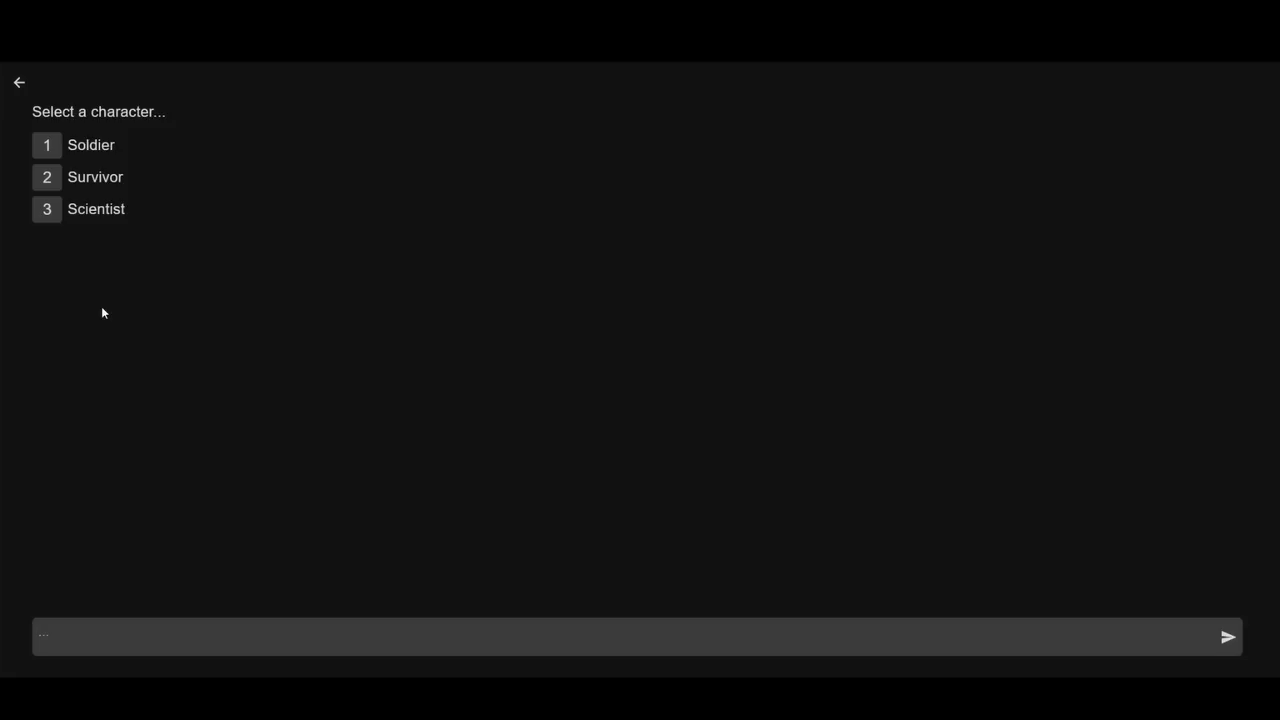 Select a character...
1 Soldier
2 Survivor
3 Scientist
...